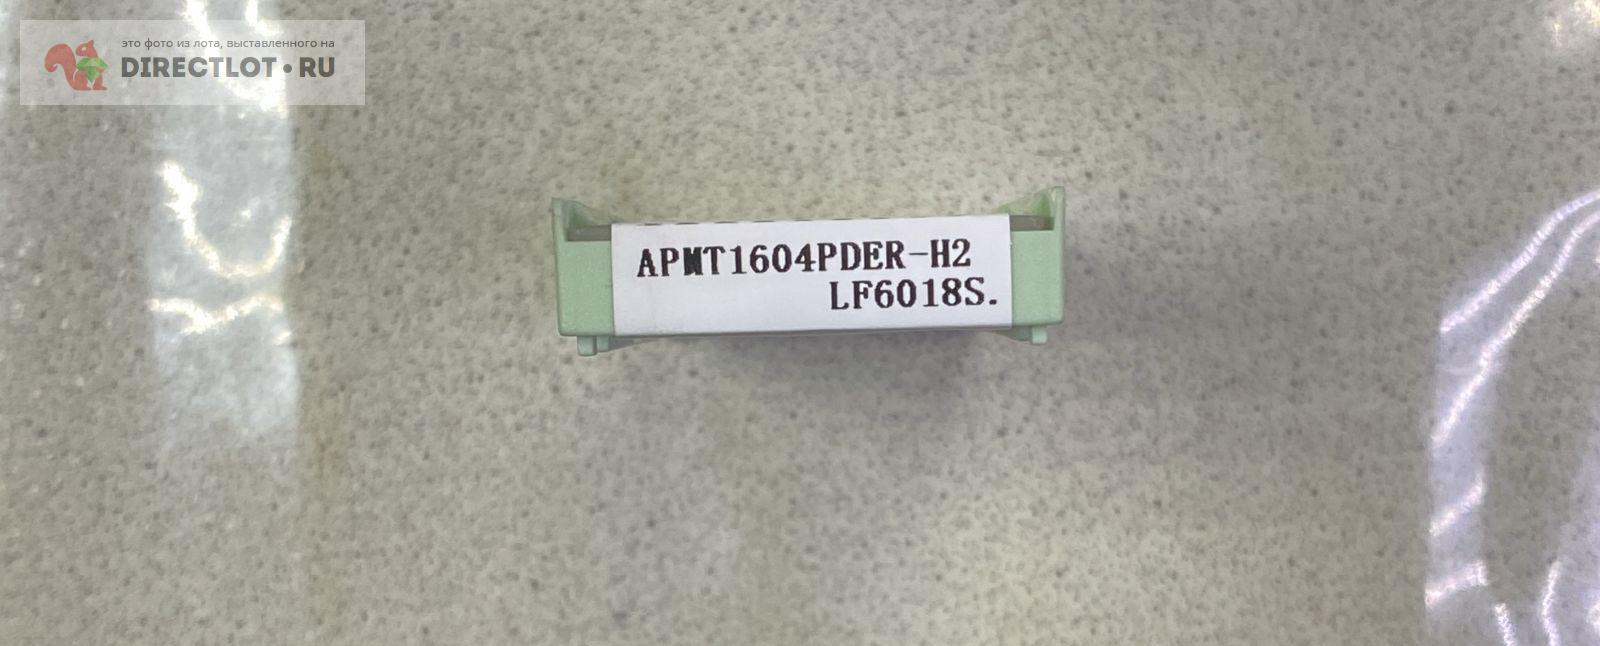 это фото из лота, выставленного на
DIRECTLOT•RU
APMT1604PDER-H2
LF6018S.